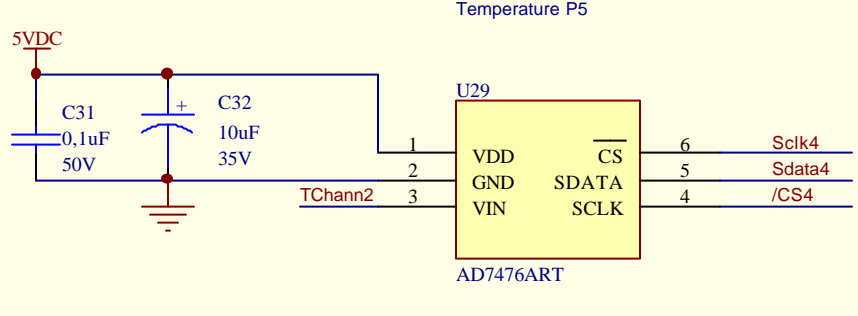 Temperature P5
5VDC
C31
0,1uF
50V
+
C32
10uF
35V
U29
1
VDD
CS
6
Sclk4
2
GND
SDATA
5
Sdata4
TChann2
3
VIN
SCLK
4
/CS4
AD7476ART